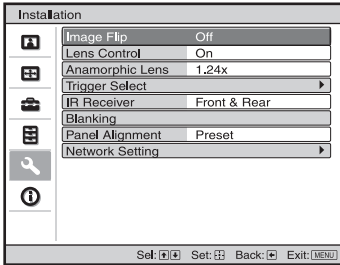 Installation
Image Flip Off
Lens Control On
Anamorphic Lens 1.24x
Trigger Select
IR Receiver Front & Rear
Blanking
Panel Alignment Preset
Network Setting
Sel: Set: Back: Exit: MENU